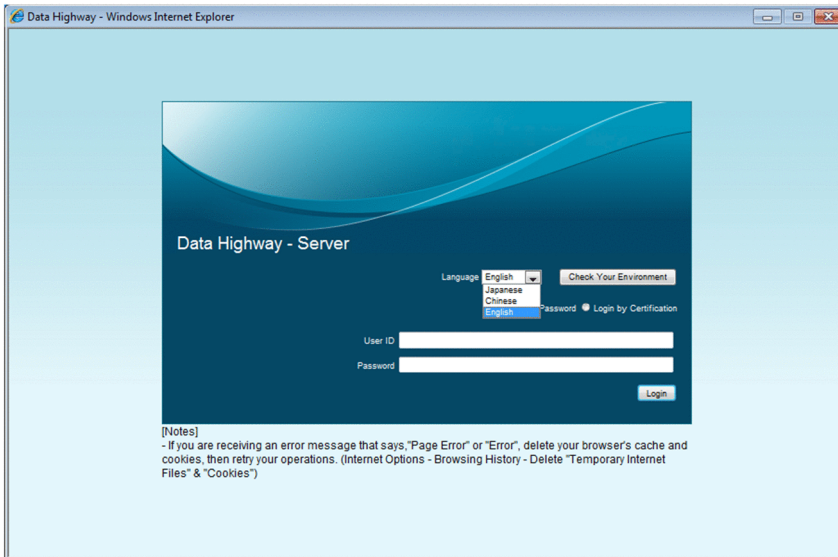 Data Highway - Windows Internet Explorer
Data Highway - Server
Language English Check Your Environment
Japanese
Chinese
English
Password Login by Certification
User ID
Password
Login
[Notes]
- If you are receiving an error message that says,"Page Error" or "Error", delete your browser's cache and
cookies, then retry your operations. (Internet Options - Browsing History - Delete "Temporary Internet
Files" & "Cookies")